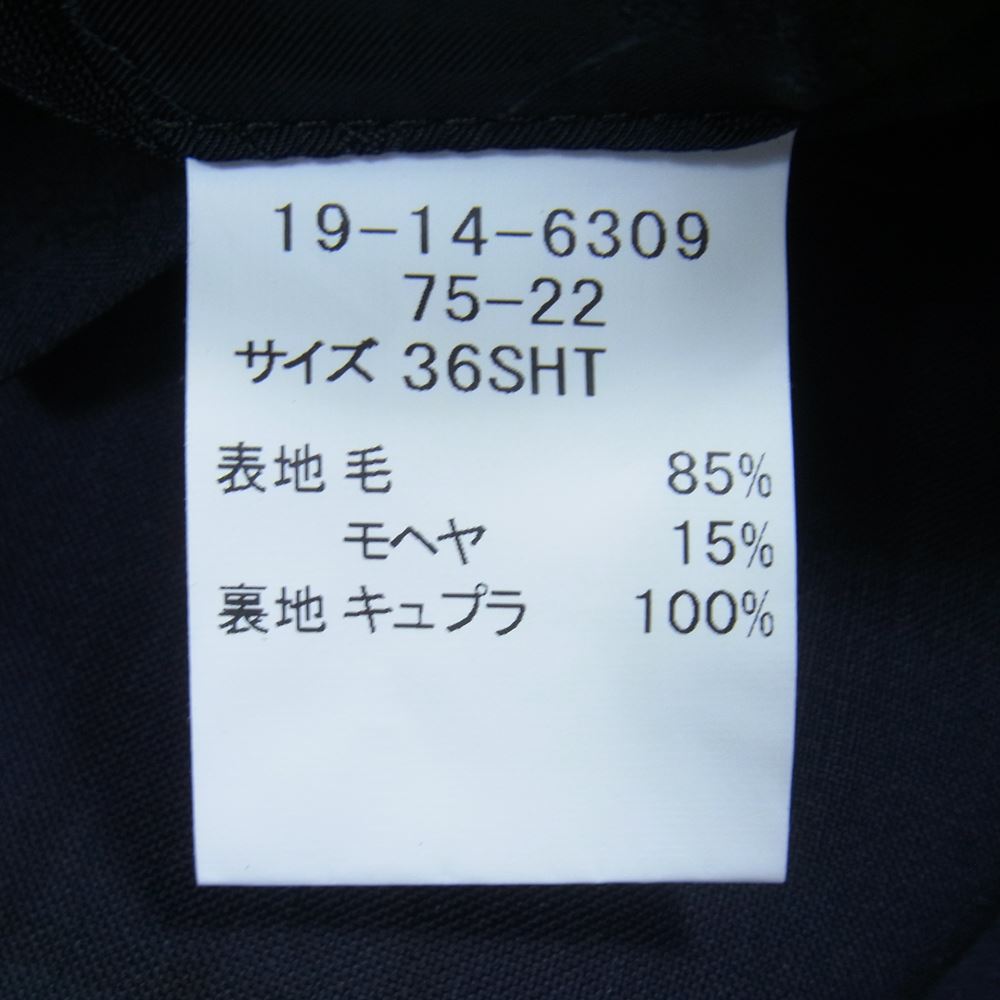 19-14-6309
75-22
サイズ 36SHT
表地 毛 85%
モヘヤ 15%
裏地 キュプラ 100%